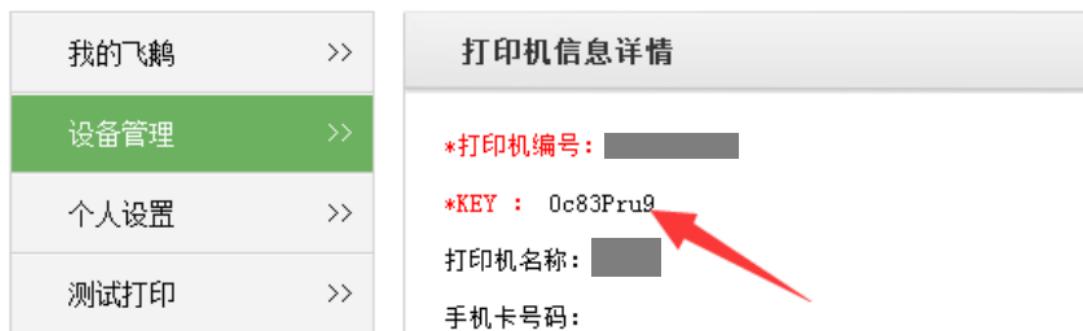 我的飞鹅 >>
设备管理 >>
个人设置 >>
测试打印 >>
打印机信息详情
*打印机编号:
*KEY : 0c83Pru9
打印机名称:
手机卡号码: